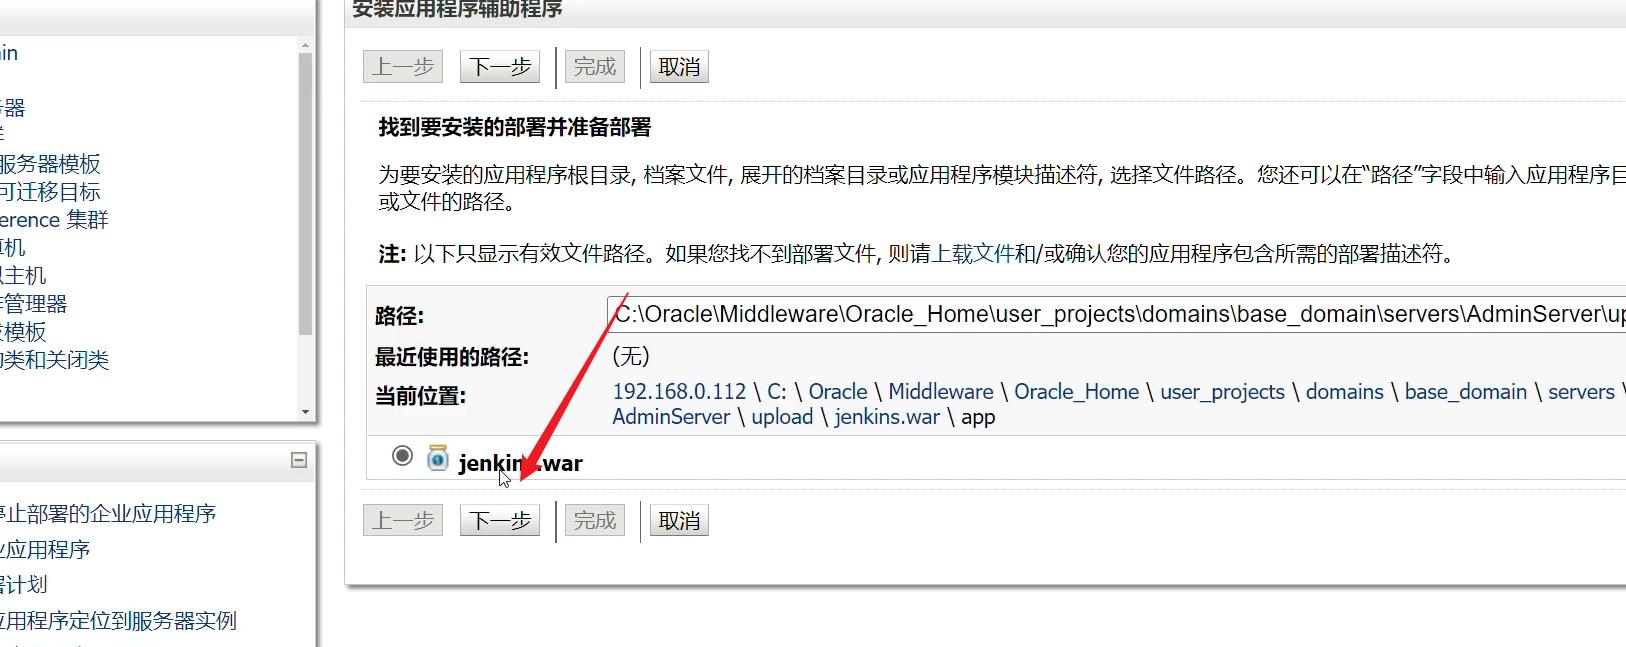 安装应用程序辅助程序
上一步 下一步 完成 取消
找到要安装的部署并准备部署
为要安装的应用程序根目录, 档案文件, 展开的档案目录或应用程序模块描述符, 选择文件路径。您还可以在“路径”字段中输入应用程序目
或文件的路径。
注: 以下只显示有效文件路径。如果您找不到部署文件, 则请上载文件和/或确认您的应用程序包含所需的部署描述符。
路径: C:\Oracle\Middleware\Oracle_Home\user_projects\domains\base_domain\servers\AdminServer\up
最近使用的路径: (无)
当前位置: 192.168.0.112 \ C: \ Oracle \ Middleware \ Oracle_Home \ user_projects \ domains \ base_domain \ servers \
AdminServer \ upload \ jenkins.war \ app
jenkins.war
上一步 下一步 完成 取消
in
器
服务器模板
可迁移目标
erence 集群
机
主机
管理器
模板
类和关闭类
停止部署的企业应用程序
业应用程序
署计划
应用程序定位到服务器实例